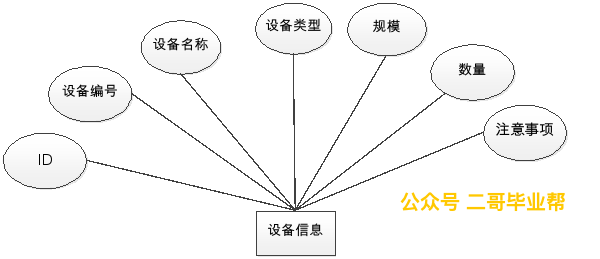 设备类型
规模
设备名称
数量
设备编号
注意事项
ID
公众号 二哥毕业帮
设备信息